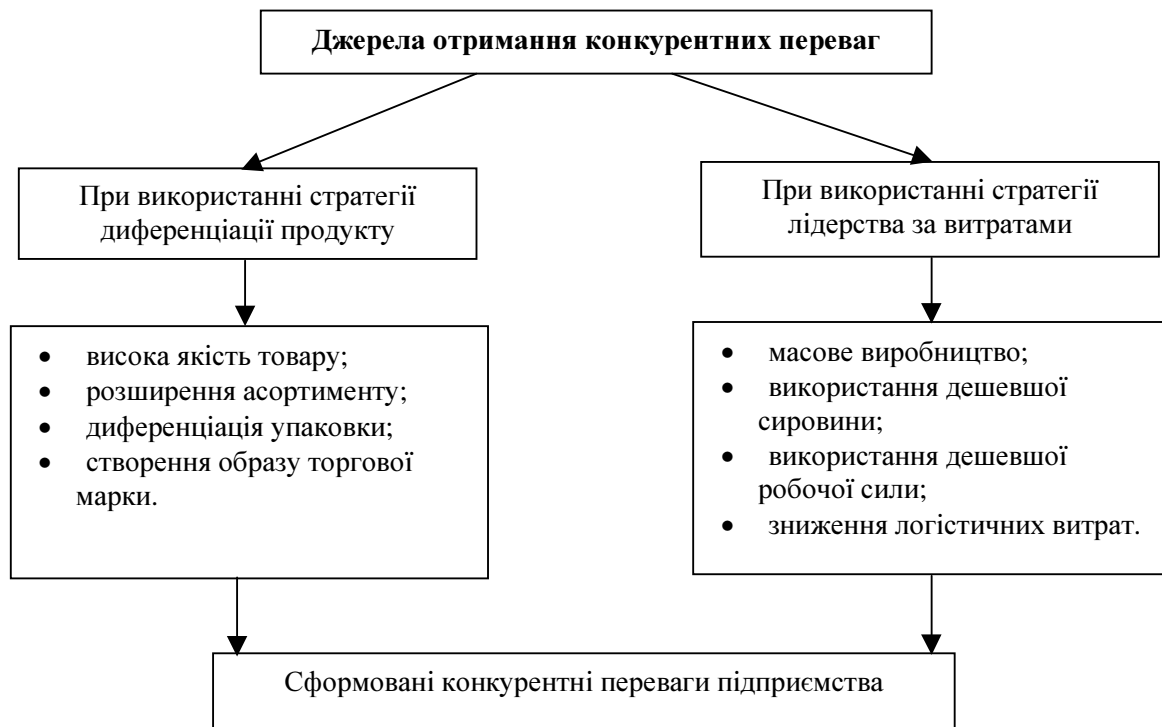 Джерела отримання конкурентних переваг
При використанні стратегії
диференціації продукту
При використанні стратегії
лідерства за витратами
• висока якість товару;
• розширення асортименту;
• диференціація упаковки;
• створення образу торгової
марки.
• масове виробництво;
• використання дешевшої
сировини;
• використання дешевшої
робочої сили;
• зниження логістичних витрат.
Сформовані конкурентні переваги підприємства